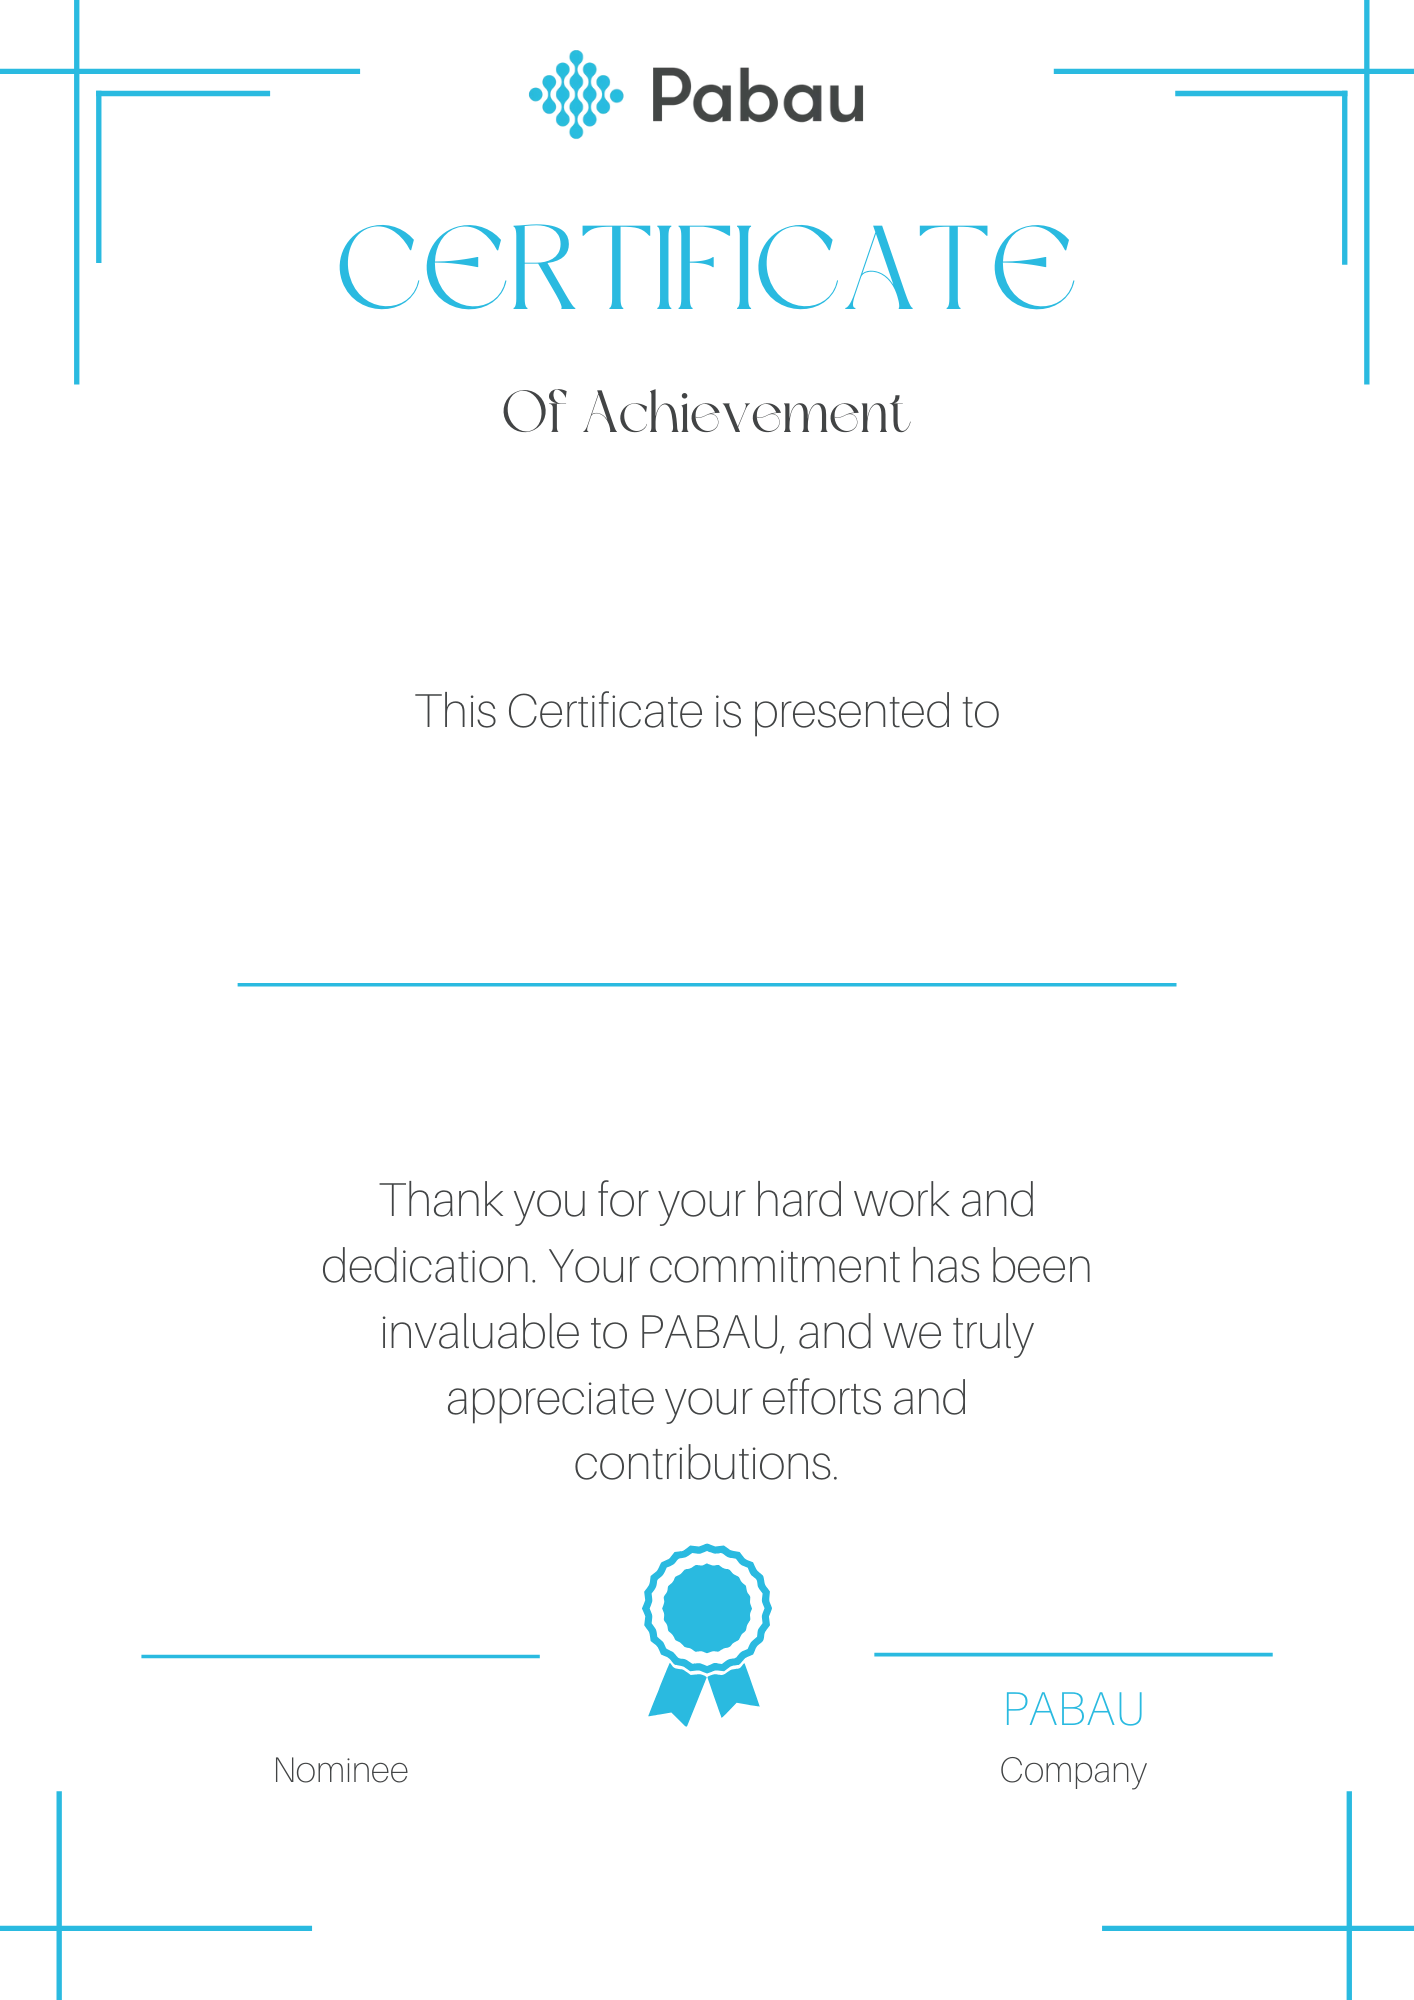 Pabau
CERTIFICATE
Of Achievement
This Certificate is presented to
Thank you for your hard work and
dedication. Your commitment has been
invaluable to PABAU, and we truly
appreciate your efforts and
contributions.
PABAU
Nominee
Company